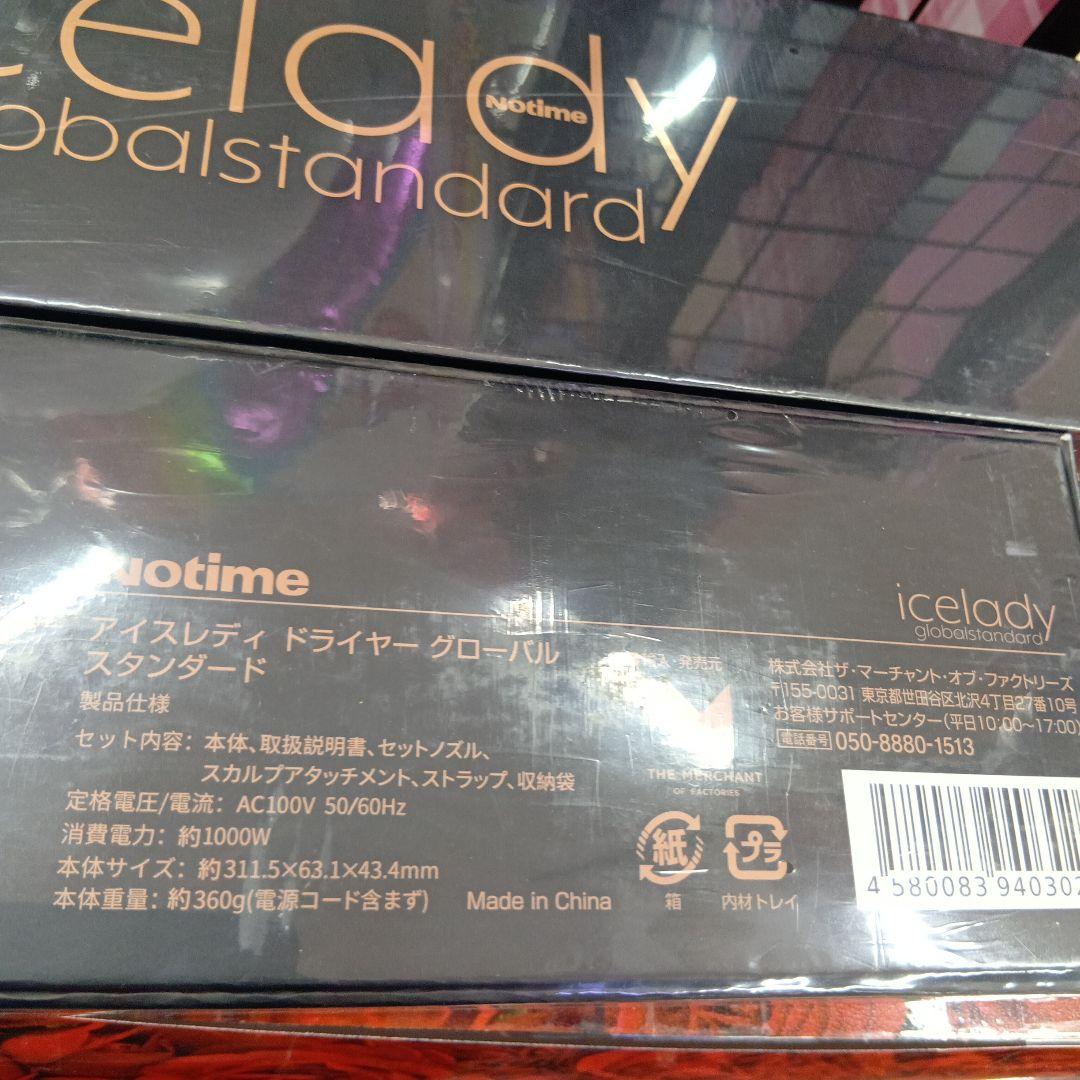 celady
Notime
obalstandard
Notime
icelady
globalstandard
アイスレディ ドライヤー グローバル
スタンダード
製品仕様
セット内容: 本体、取扱説明書、セットノズル、
スカルプアタッチメント、ストラップ、収納袋
定格電圧/電流: AC100V 50/60Hz
消費電力: 約1000W
本体サイズ: 約311.5×63.1×43.4mm
本体重量: 約360g(電源コード含まず)
Made in China
発売元
THE MERCHANT
OF FACTORIES
株式会社ザ・マーチャント・オブ・ファクトリーズ
〒155-0031 東京都世田谷区北沢4丁目27番10号
お客様サポートセンター(平日10:00~17:00)
電話番号 050-8880-1513
紙
箱
プラ
内材トレイ
4 580083 940302